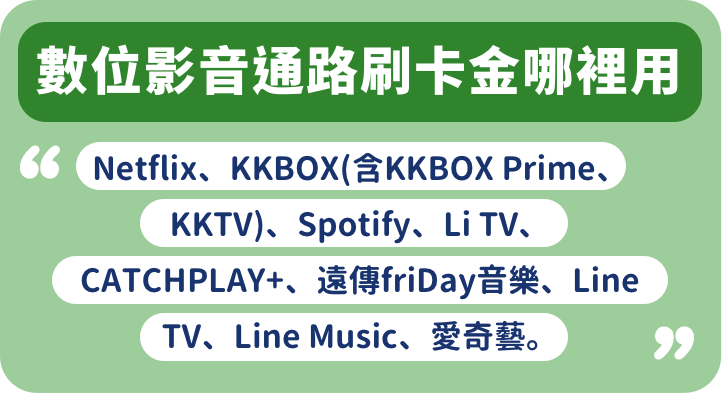 數位影音通路刷卡金哪裡用
“
Netflix、KKBOX(含KKBOX Prime、
KKTV)、Spotify、Li TV、
CATCHPLAY+、遠傳friDay音樂、Line
TV、Line Music、愛奇藝。
”